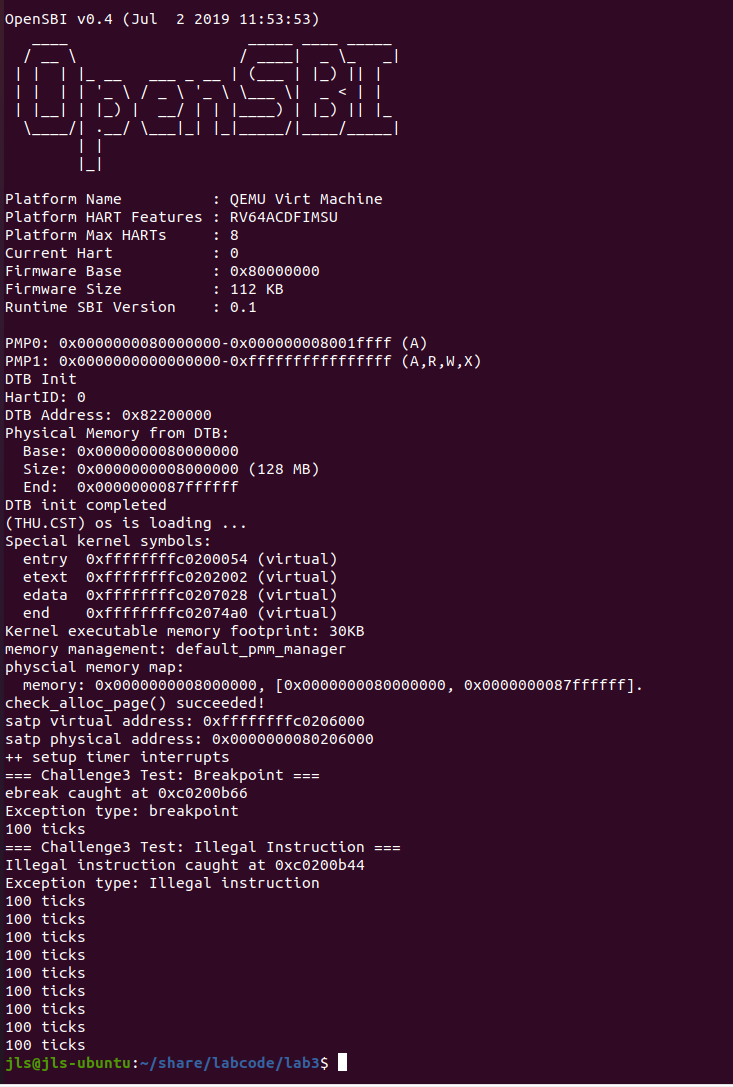 OpenSBI v0.4 (Jul  2 2019 11:53:53)
   ____                    _____ ____ _____
  / __ \                  / ____|  _ \_   _|
 | |  | |_ __   ___ _ __ | (___ | |_) || |
 | |  | | '_ \ / _ \ '_ \ \___ \|  _ < | |
 | |__| | |_) |  __/ | | |____) | |_) || |_
  \____/| .__/ \___|_| |_|_____/|____/_____|
        | |
        |_|
Platform Name          : QEMU Virt Machine
Platform HART Features : RV64ACDFIMSU
Platform Max HARTs     : 8
Current Hart           : 0
Firmware Base          : 0x80000000
Firmware Size          : 112 KB
Runtime SBI Version    : 0.1
PMP0: 0x0000000080000000-0x000000008001ffff (A)
PMP1: 0x0000000000000000-0xffffffffffffffff (A,R,W,X)
DTB Init
HartID: 0
DTB Address: 0x82200000
Physical Memory from DTB:
  Base: 0x0000000080000000
  Size: 0x0000000008000000 (128 MB)
  End:  0x0000000087ffffff
DTB init completed
(THU.CST) os is loading ...
Special kernel symbols:
  entry  0xffffffffc0200054 (virtual)
  etext  0xffffffffc0202002 (virtual)
  edata  0xffffffffc0207028 (virtual)
  end    0xffffffffc02074a0 (virtual)
Kernel executable memory footprint: 30KB
memory management: default_pmm_manager
physcial memory map:
  memory: 0x0000000008000000, [0x0000000080000000, 0x0000000087ffffff].
check_alloc_page() succeeded!
satp virtual address: 0xffffffffc0206000
satp physical address: 0x0000000080206000
++ setup timer interrupts
=== Challenge3 Test: Breakpoint ===
ebreak caught at 0xc0200b66
Exception type: breakpoint
100 ticks
=== Challenge3 Test: Illegal Instruction ===
Illegal instruction caught at 0xc0200b44
Exception type: Illegal instruction
100 ticks
100 ticks
100 ticks
100 ticks
100 ticks
100 ticks
100 ticks
100 ticks
100 ticks
jls@jls-ubuntu:~/share/labcode/lab3$